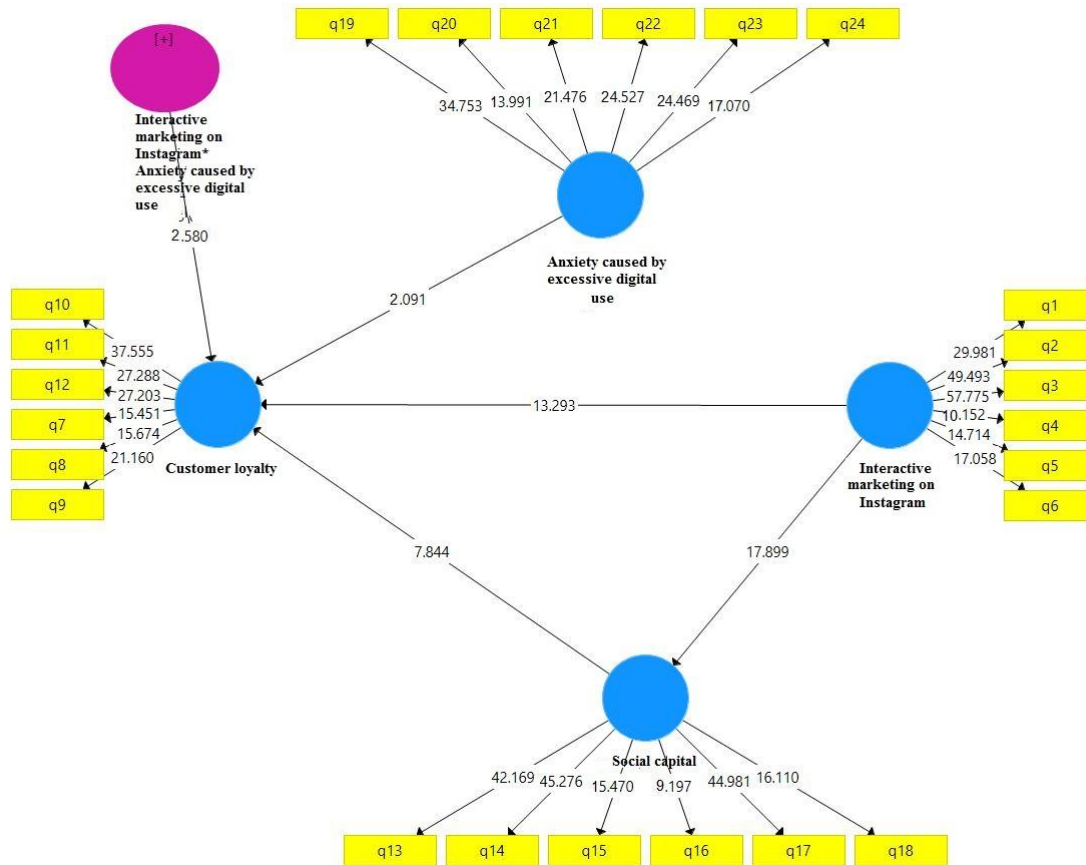 q19 q20 q21 q22 q23 q24
[+]
34.753 13.991 21.476 24.527 24.469 17.070
Interactive
marketing on
Instagram*
Anxiety caused by
excessive digital
use
2.580
Anxiety caused by
excessive digital
use
2.091
q10
q11
q12
q7
q8
q9
37.555
27.288
27.203
15.451
15.674
21.160
Customer loyalty
13.293
q1
q2
q3
q4
q5
q6
29.981
49.493
57.775
10.152
14.714
17.058
Interactive
marketing on
Instagram
7.844
17.899
Social capital
42.169 45.276 15.470 9.197 44.981 16.110
q13 q14 q15 q16 q17 q18